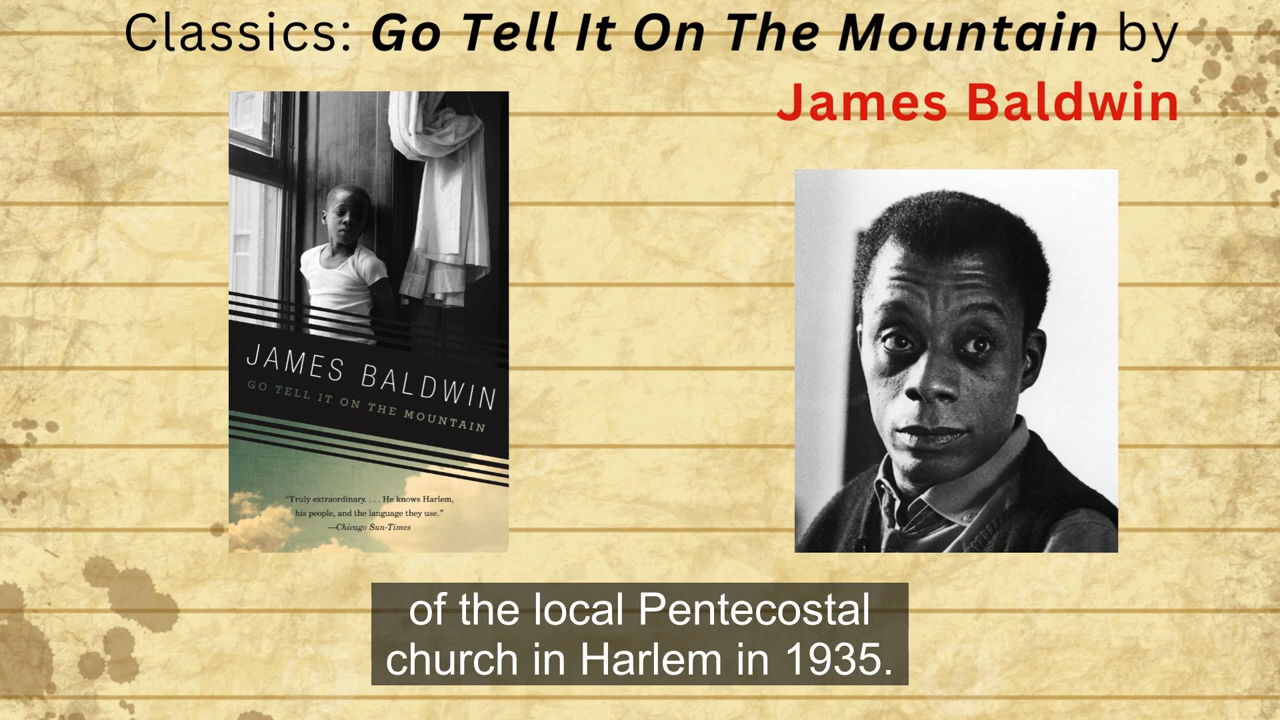 Classics: Go Tell It On The Mountain by
James Baldwin
JAMES BALDWIN
GO TELL IT ON THE MOUNTAIN
"Truly extraordinary. . . . He knows Harlem,
his people, and the language they use."
—Chicago Sun-Times
of the local Pentecostal
church in Harlem in 1935.